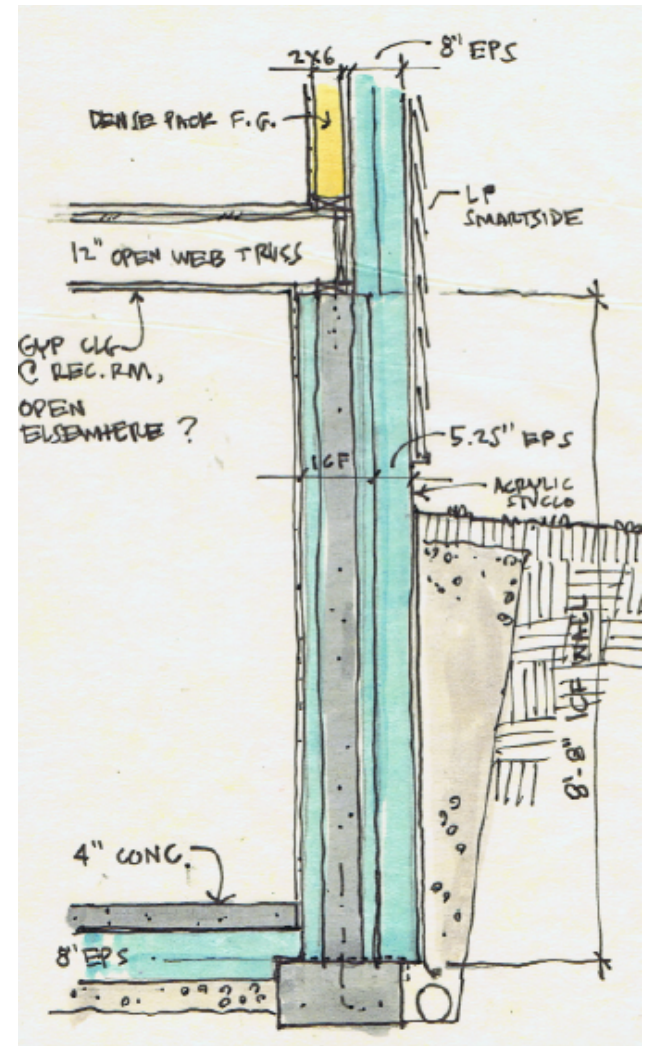 2x6
8" EPS
DENSE PACK F.G.
LP
SMARTSIDE
12" OPEN WEB TRUSS
GYP CLG
@ REC. RM,
OPEN
ELSEWHERE ?
5.25" EPS
ICF
ACRYLIC
STUCCO
8'-8" ICF WALL
4" CONC.
8" EPS